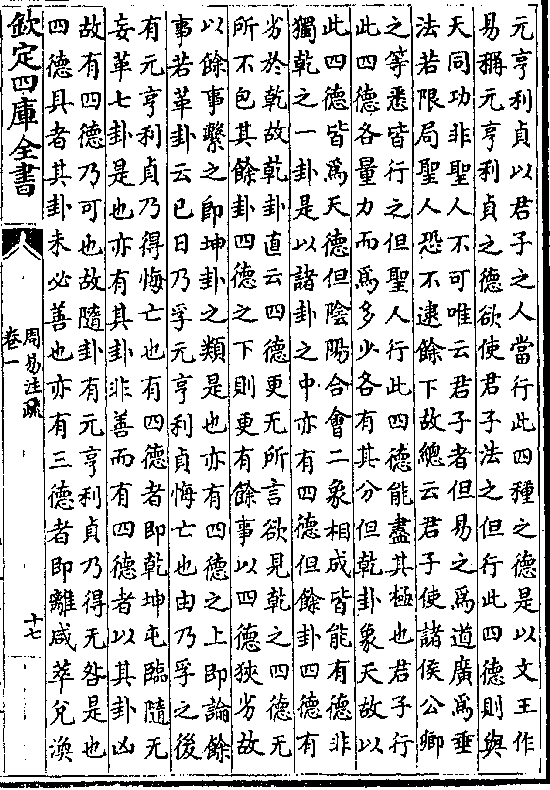 元亨利貞以君子之人當行此四種之德是以文王作
易稱元亨利貞之德欲使君子法之但行此四德則與
天同功非聖人不可唯云君子者但易之爲道廣爲垂
法若限局聖人恐不逮餘下故總云君子使諸侯公卿
之等悉皆行之但聖人行此四德能盡其極也君子行
此四德各量力而爲多少各有其分但乾卦象天故以
此四德皆爲天德但陰陽合會二象相成皆能有德非
獨乾之一卦是以諸卦之中亦有四德但餘卦四德有
劣於乾故乾卦直云四德更无所言欲見乾之四德无
所不包其餘卦四德之下則更有餘事以四德狹劣故
以餘事繫之即坤卦之類是也亦有四德之上即論餘
事若革卦云巳日乃孚元亨利貞悔亡也由乃孚之後
有元亨利貞乃得悔亡也有四德者即乾坤屯臨隨无
妄革七卦是也亦有其卦非善而有四德者以其卦凶
故有四德乃可也故隨卦有元亨利貞乃得无咎是也
四德具者其卦未必善也亦有三德者即離咸萃兌渙
欽定四庫全書
卷一
周易注疏
十七